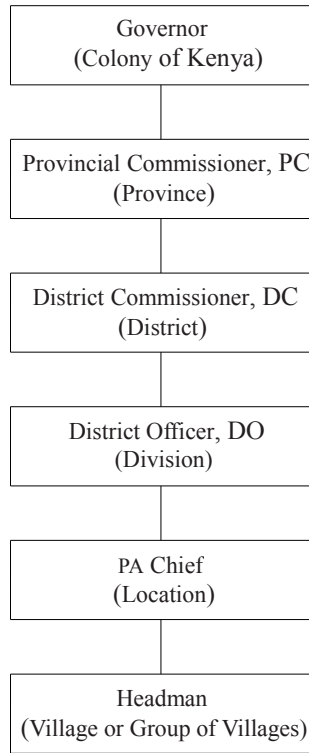 Governor
(Colony of Kenya)
Provincial Commissioner, PC
(Province)
District Commissioner, DC
(District)
District Officer, DO
(Division)
PA Chief
(Location)
Headman
(Village or Group of Villages)